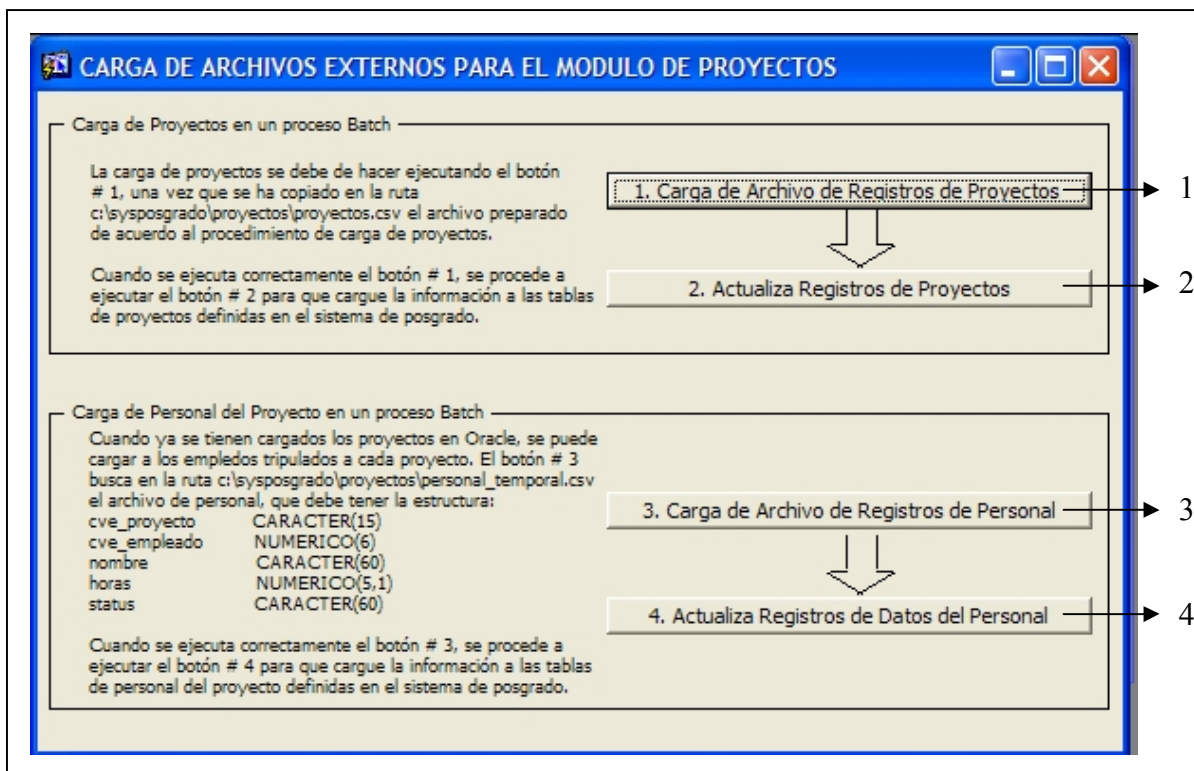 CARGA DE ARCHIVOS EXTERNOS PARA EL MODULO DE PROYECTOS
Carga de Proyectos en un proceso Batch
La carga de proyectos se debe de hacer ejecutando el botón
# 1, una vez que se ha copiado en la ruta
c:\sysposgrado\proyectos\proyectos.csv el archivo preparado
de acuerdo al procedimiento de carga de proyectos.
1. Carga de Archivo de Registros de Proyectos
1
Cuando se ejecuta correctamente el botón # 1, se procede a
ejecutar el botón # 2 para que cargue la información a las tablas
de proyectos definidas en el sistema de posgrado.
2. Actualiza Registros de Proyectos
2
Carga de Personal del Proyecto en un proceso Batch
Cuando ya se tienen cargados los proyectos en Oracle, se puede
cargar a los empledos tripulados a cada proyecto. El botón # 3
busca en la ruta c:\sysposgrado\proyectos\personal_temporal.csv
el archivo de personal, que debe tener la estructura:
cve_proyecto CARACTER(15)
cve_empleado NUMERICO(6)
nombre CARACTER(60)
horas NUMERICO(5,1)
status CARACTER(60)
3. Carga de Archivo de Registros de Personal
3
4. Actualiza Registros de Datos del Personal
4
Cuando se ejecuta correctamente el botón # 3, se procede a
ejecutar el botón # 4 para que cargue la información a las tablas
de personal del proyecto definidas en el sistema de posgrado.